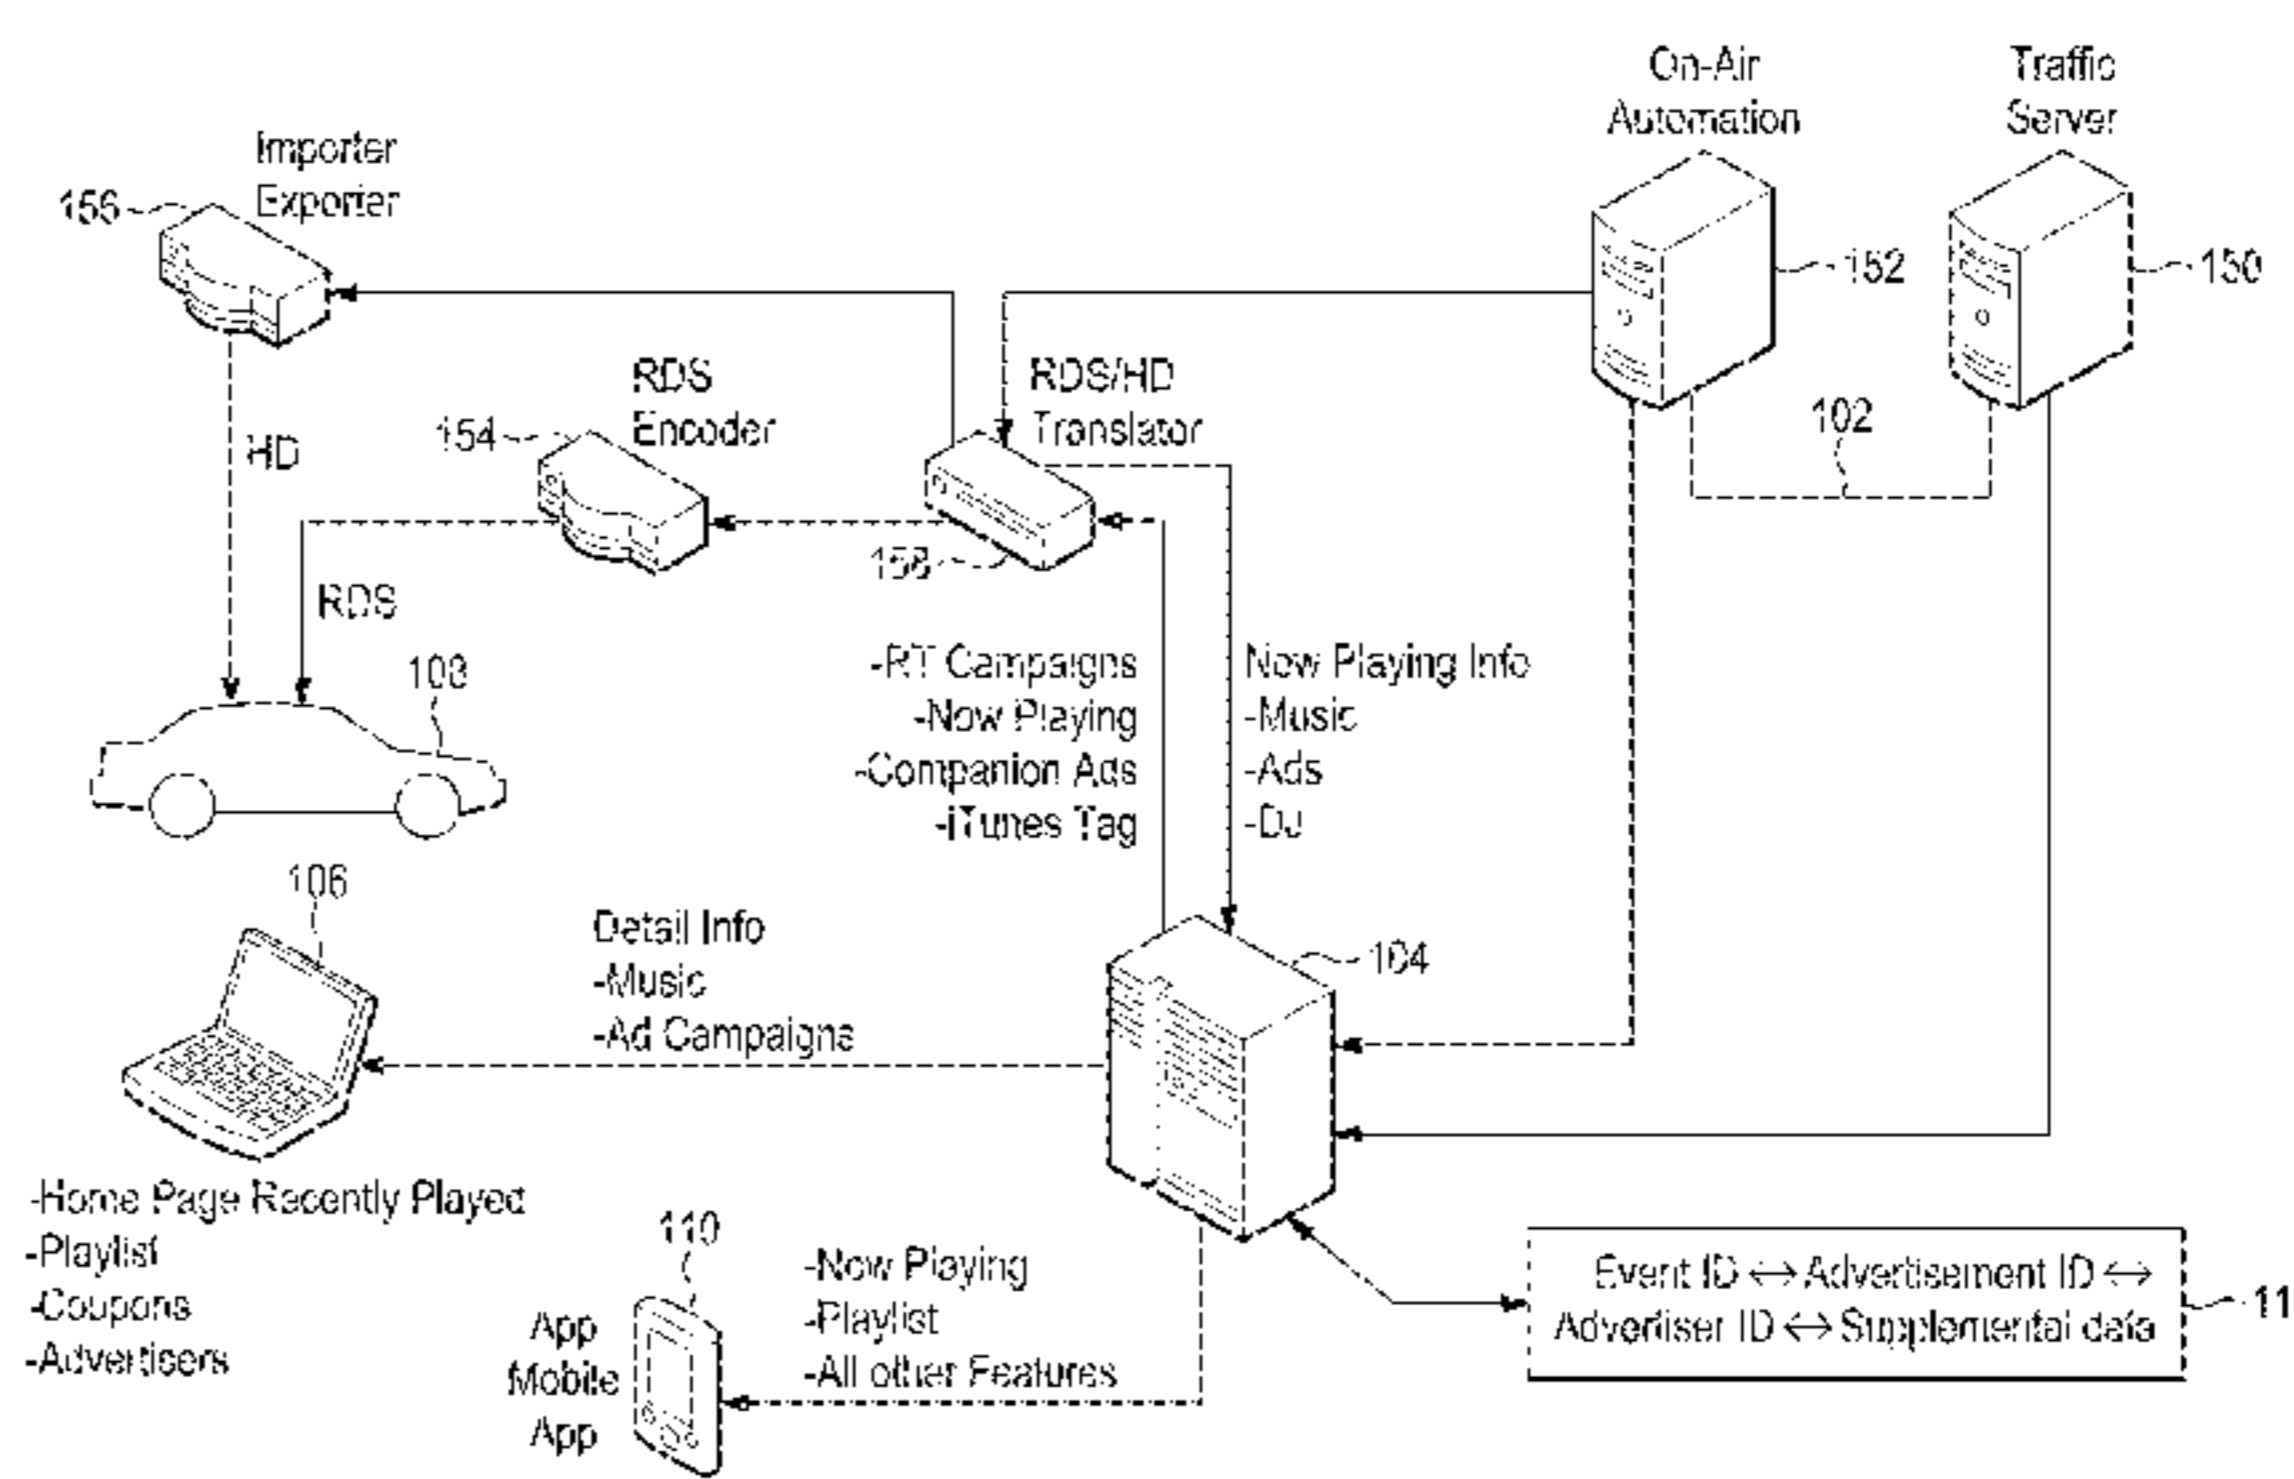 On-Air
Automation
Traffic
Server
Importer
Exporter
156
152
150
RDS
Encoder
RDS/HD
Translator
154
102
HD
158
RDS
108
-RT Campaigns
-Now Playing
-Companion Ads
-iTunes Tag
Now Playing Info
-Music
-Ads
-DJ
106
Detail Info
-Music
-Ad Campaigns
104
-Home Page Recently Played
-Playlist
-Coupons
-Advertisers
110
App
Mobile
App
-Now Playing
-Playlist
-All other Features
Event ID ↔ Advertisement ID ↔
Advertiser ID ↔ Supplemental data
11